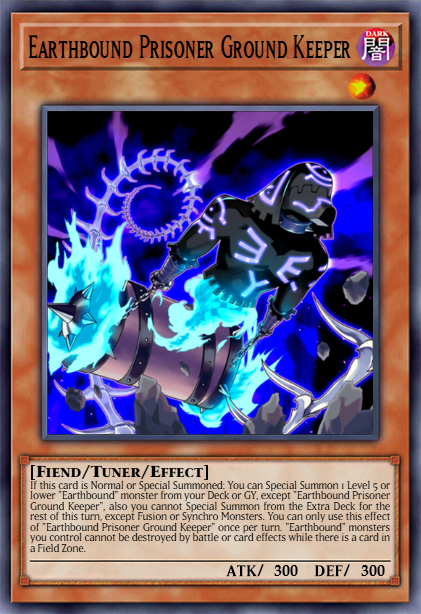 EARTHBOUND PRISONER GROUND KEEPER
DARK
闇
[FIEND/TUNER/EFFECT]
If this card is Normal or Special Summoned: You can Special Summon 1 Level 5 or
lower "Earthbound" monster from your Deck or GY, except "Earthbound Prisoner
Ground Keeper", also you cannot Special Summon from the Extra Deck for the
rest of this turn, except Fusion or Synchro Monsters. You can only use this effect
of "Earthbound Prisoner Ground Keeper" once per turn. "Earthbound" monsters
you control cannot be destroyed by battle or card effects while there is a card in
a Field Zone.
ATK/ 300 DEF/ 300